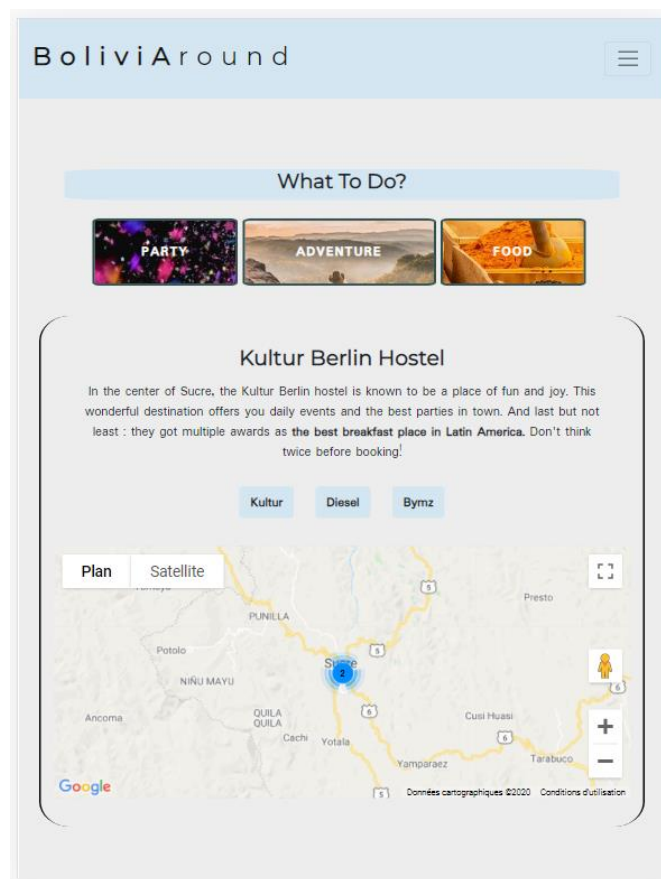 BoliviAround
What To Do?
PARTY
ADVENTURE
FOOD
Kultur Berlin Hostel
In the center of Sucre, the Kultur Berlin hostel is known to be a place of fun and joy. This
wonderful destination offers you daily events and the best parties in town. And last but not
least : they got multiple awards as the best breakfast place in Latin America. Don't think
twice before booking!
Kultur Diesel Bymz
Plan Satellite
PUNILLA
5
Presto
Potolo
5
Sucre
2
NIÑU MAYU
6
Ancoma
QUILA
QUILA
6
Cusi Huasi
Cachi
Yotala
6
Yamparaez
Tarabuco
Google
5
Données cartographiques ©2020 Conditions d'utilisation